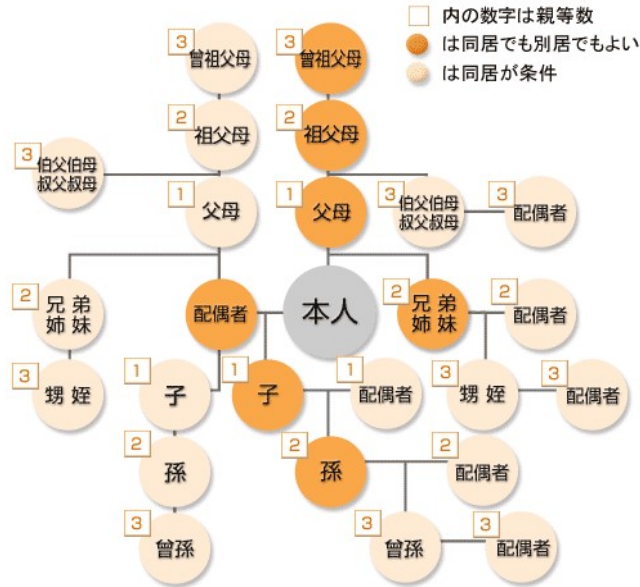 内の数字は親等数
は同居でも別居でもよい
は同居が条件
3
曾祖父母
3
曾祖父母
2
祖父母
2
祖父母
3
伯父伯母
叔父叔母
1
父母
1
父母
3
伯父伯母
叔父叔母
3
配偶者
2
兄弟
姉妹
配偶者
本人
2
兄弟
姉妹
2
配偶者
3
甥姪
1
子
1
子
1
配偶者
3
甥姪
3
配偶者
2
孫
2
孫
2
配偶者
3
曾孫
3
曾孫
3
配偶者